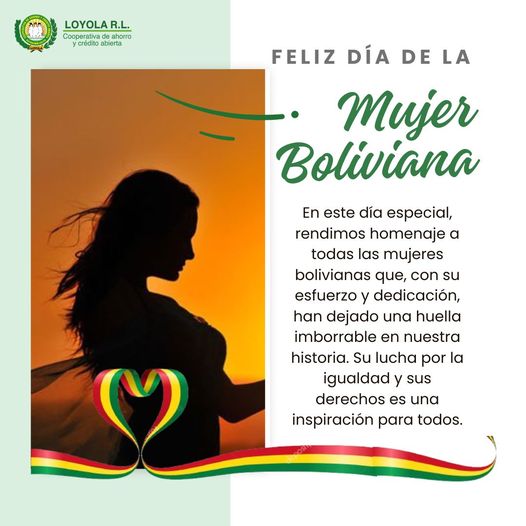 LOYOLA R.L.
Cooperativa de ahorro
y crédito abierta
FELIZ DÍA DE LA
Mujer
Boliviana
En este día especial,
rendimos homenaje a
todas las mujeres
bolivianas que, con su
esfuerzo y dedicación,
han dejado una huella
imborrable en nuestra
historia. Su lucha por la
igualdad y sus
derechos es una
inspiración para todos.